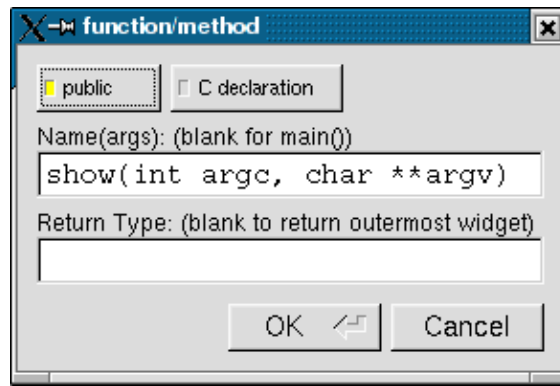 function/method
public C declaration
Name(args): (blank for main())
show(int argc, char **argv)
Return Type: (blank to return outermost widget)
OK Cancel